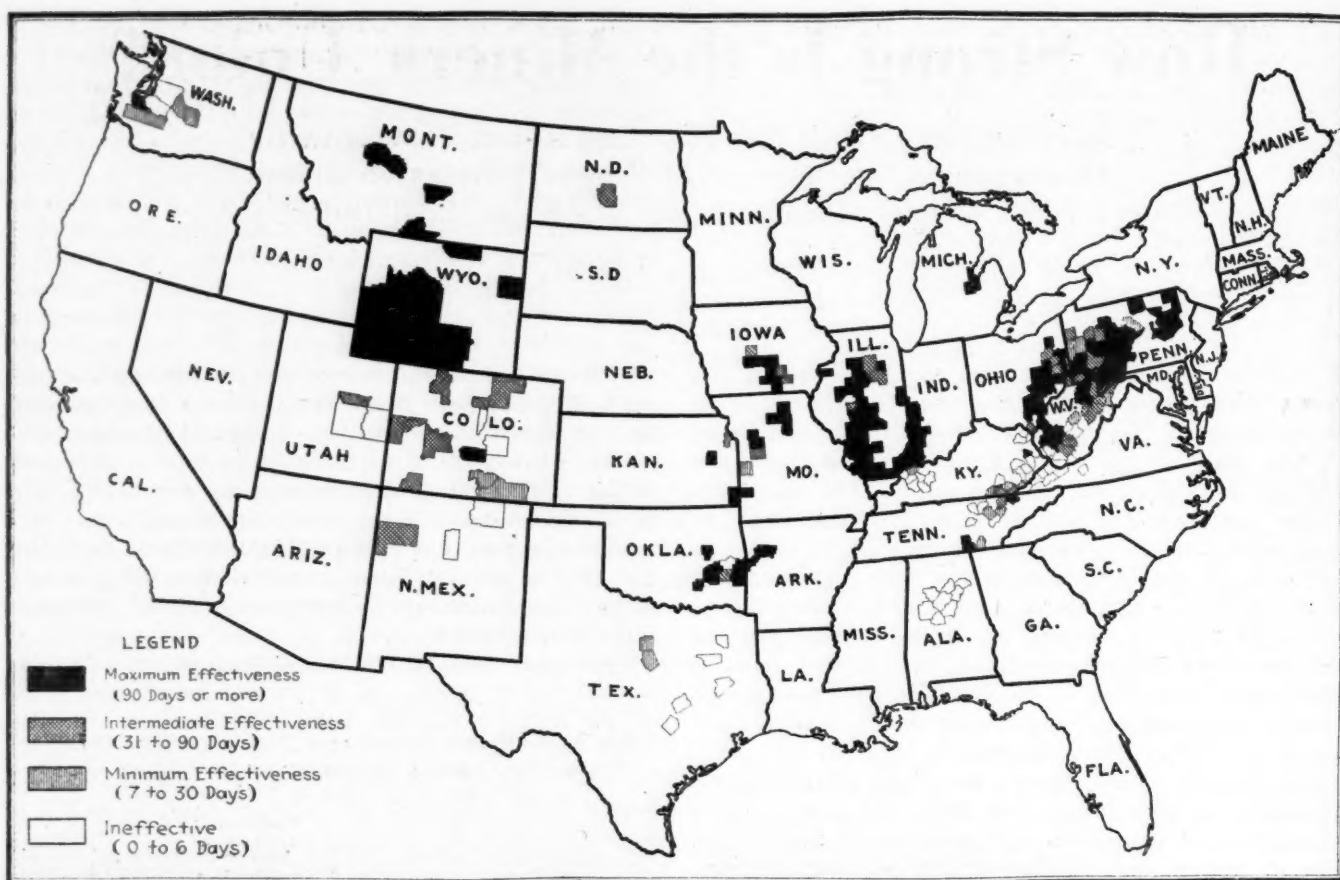 WASH.
MONT.
N.D.
MAINE
ORE.
IDAHO
WYO.
S.D
MINN.
WIS.
MICH.
VT.
N.H.
N.Y.
MASS.
CONN.
NEV.
CAL.
UTAH
COLO.
NEB.
IOWA
ILL.
IND.
OHIO
PENN.
N.J.
MD.
W.V.
VA.
KAN.
MO.
KY.
ARIZ.
N.MEX.
OKLA.
ARK.
TENN.
N.C.
S.C.
TEX.
LA.
MISS.
ALA.
GA.
FLA.
LEGEND
Maximum Effectiveness
(90 Days or more)
Intermediate Effectiveness
(31 to 90 Days)
Minimum Effectiveness
(7 to 30 Days)
Ineffective
(0 to 6 Days)